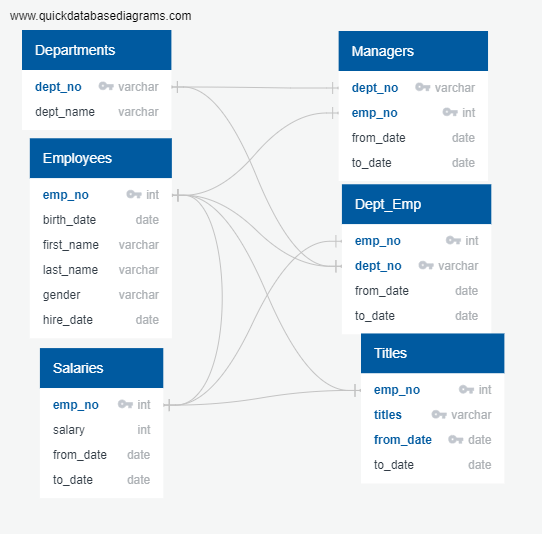 www.quickdatabasediagrams.com
Departments
dept_no varchar
dept_name varchar
Employees
emp_no int
birth_date date
first_name varchar
last_name varchar
gender varchar
hire_date date
Salaries
emp_no int
salary int
from_date date
to_date date
Managers
dept_no varchar
emp_no int
from_date date
to_date date
Dept_Emp
emp_no int
dept_no varchar
from_date date
to_date date
Titles
emp_no int
titles varchar
from_date date
to_date date